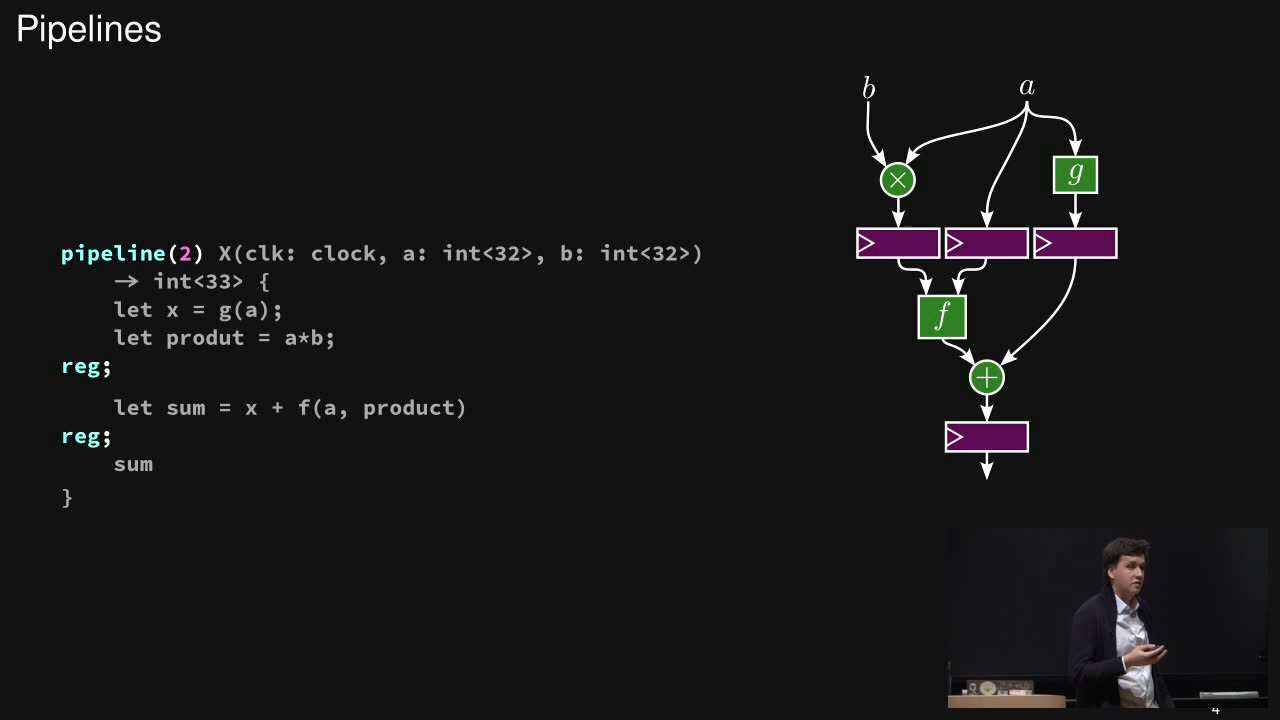 Pipelines
b
a
×
g
pipeline(2) X(clk: clock, a: int<32>, b: int<32>)
-> int<33> {
let x = g(a);
let produt = a*b;
reg;
let sum = x + f(a, product)
reg;
sum
}
f
+
4